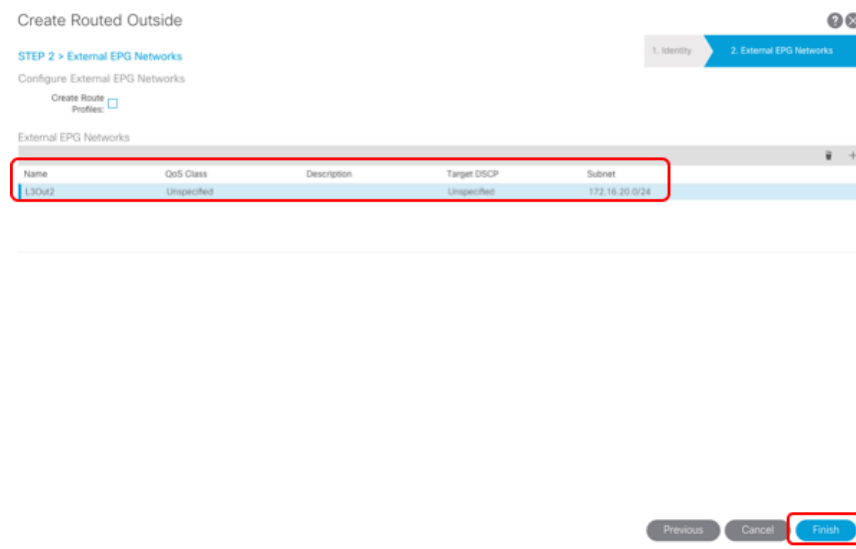 Create Routed Outside
STEP 2 > External EPG Networks
1. Identity
2. External EPG Networks
Configure External EPG Networks
Create Route
Profiles:
External EPG Networks
Name QoS Class Description Target DSCP Subnet
L3Out2 Unspecified Unspecified 172.16.20.0/24
Previous Cancel Finish